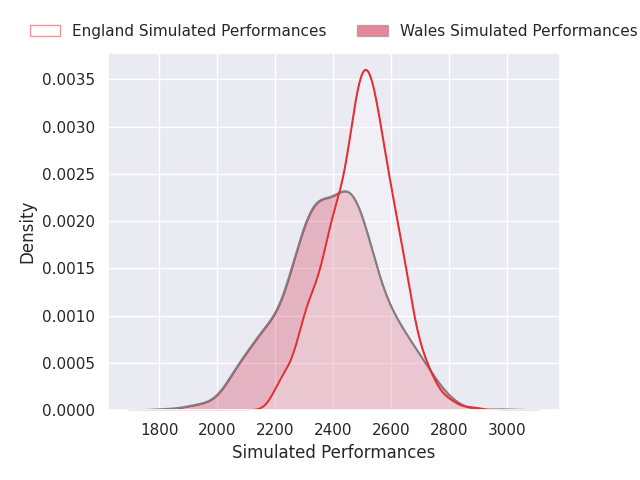 England Simulated Performances Wales Simulated Performances
0.0035
0.0030
0.0025
0.0020
0.0015
0.0010
0.0005
0.0000
Density
1800 2000 2200 2400 2600 2800 3000
Simulated Performances